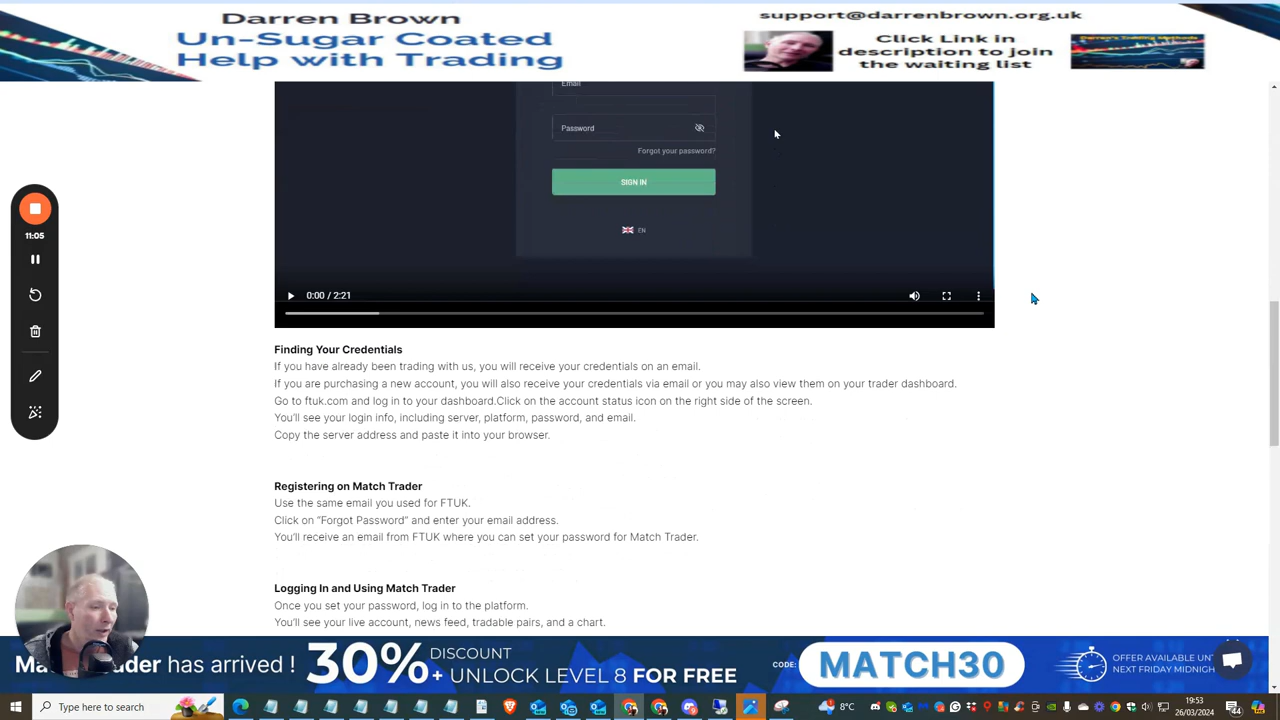 Darren Brown
Un-Sugar Coated
Help with Trading
support@darrenbrown.org.uk
Click Link in
description to join
the waiting list
Darren's Trading Methods
Email
Password
Forgot your password?
SIGN IN
EN
0:00 / 2:21
11:05
Finding Your Credentials
If you have already been trading with us, you will receive your credentials on an email.
If you are purchasing a new account, you will also receive your credentials via email or you may also view them on your trader dashboard.
Go to ftuk.com and log in to your dashboard.Click on the account status icon on the right side of the screen.
You'll see your login info, including server, platform, password, and email.
Copy the server address and paste it into your browser.
Registering on Match Trader
Use the same email you used for FTUK.
Click on “Forgot Password” and enter your email address.
You'll receive an email from FTUK where you can set your password for Match Trader.
Logging In and Using Match Trader
Once you set your password, log in to the platform.
You'll see your live account, news feed, tradable pairs, and a chart.
Ma
ader has arrived !
30% DISCOUNT
+ UNLOCK LEVEL 8 FOR FREE
CODE: MATCH30
OFFER AVAILABLE UNT
NEXT FRIDAY MIDNIGH
Type here to search
8°C
19:53
26/03/2024